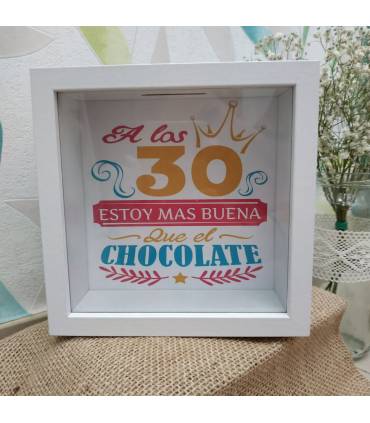 A los
30
ESTOY MAS BUENA
Que el
CHOCOLATE